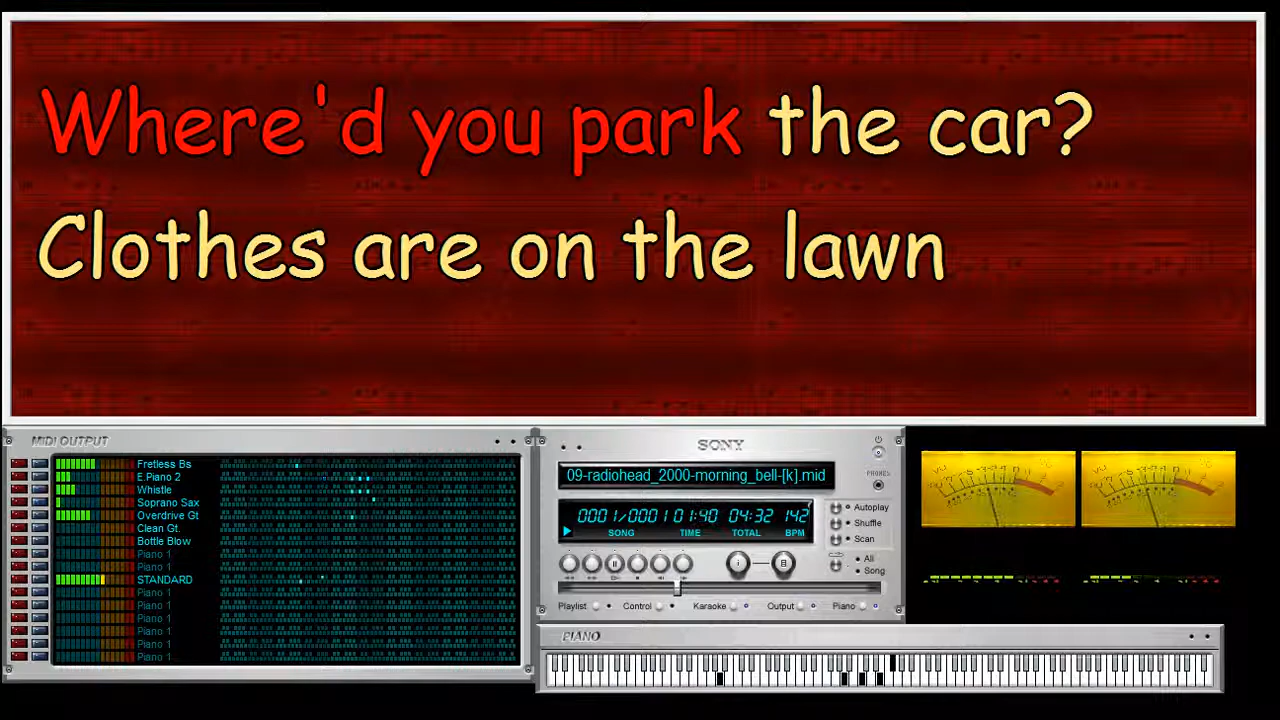 Where'd you park the car?
Clothes are on the lawn
MIDI OUTPUT
Fretless Bs
E.Piano 2
Whistle
Soprano Sax
Overdrive Gt
Clean Gt.
Bottle Blow
Piano 1
STANDARD
Piano 1
Piano 1
Piano 1
Piano 1
Piano 1
Piano 1
SONY
09-radiohead_2000-morning_bell-[k].mid
PHONES
0001/0001 01:40 04:32 142
SONG TIME TOTAL BPM
Autoplay
Shuffle
Scan
All
Song
Playlist Control Karaoke Output Piano
VU VU
PIANO